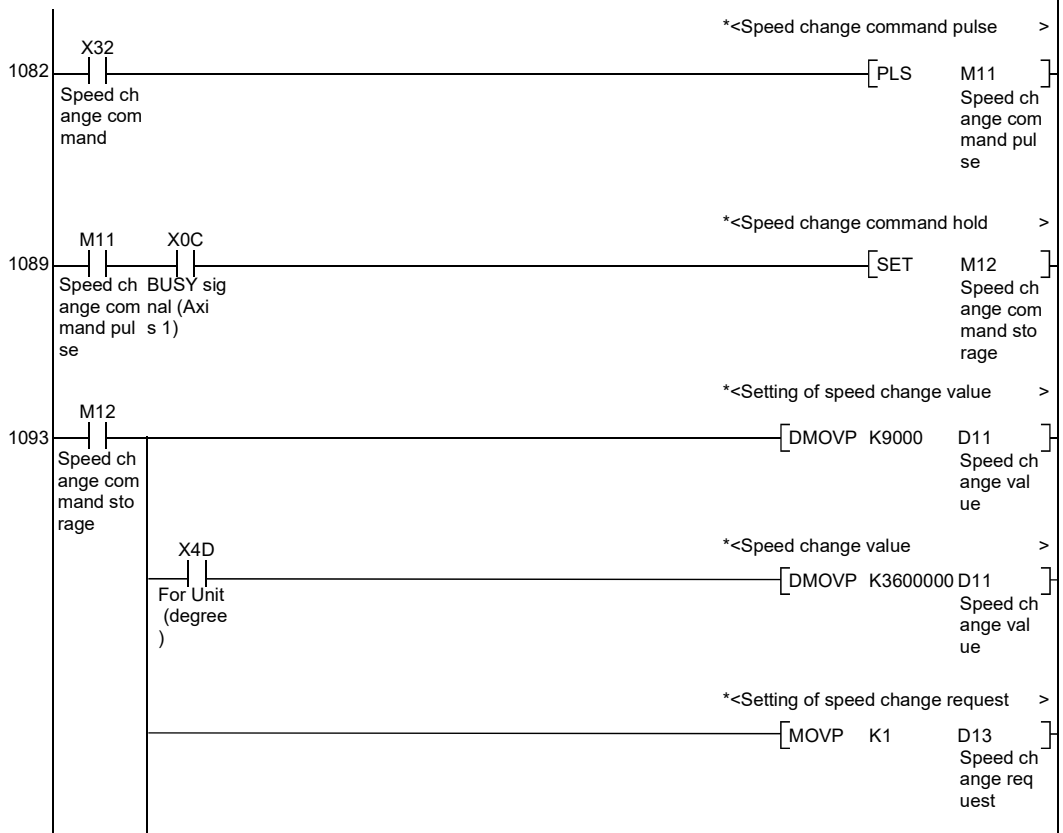 *<Speed change command pulse >
X32
1082
PLS M11
Speed ch
ange com
mand
Speed ch
ange com
mand pul
se
*<Speed change command hold >
M11 X0C
1089
SET M12
Speed ch
ange com
mand pul
se
BUSY sig
nal (Axi
s 1)
Speed ch
ange com
mand sto
rage
*<Setting of speed change value >
M12
1093
DMOVP K9000 D11
Speed ch
ange com
mand sto
rage
Speed ch
ange val
ue
*<Speed change value >
X4D
DMOVP K3600000 D11
For Unit
(degree
)
Speed ch
ange val
ue
*<Setting of speed change request >
MOVP K1 D13
Speed ch
ange req
uest